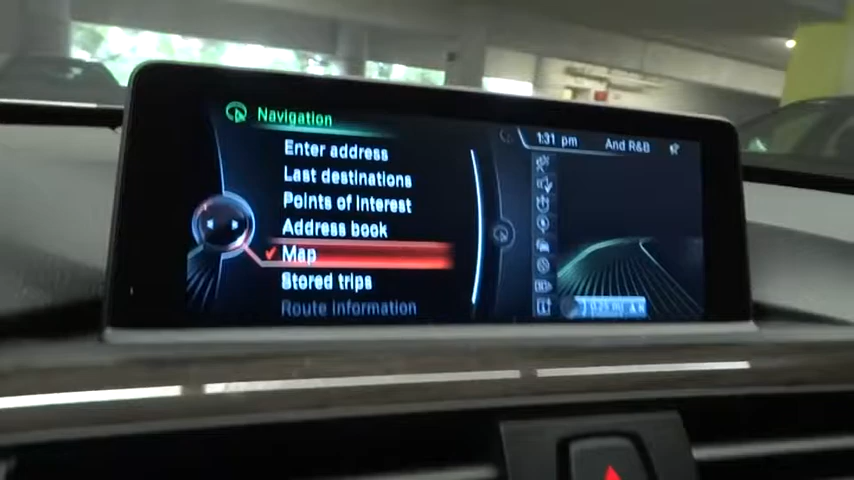 Navigation
Enter address
Last destinations
Points of interest
Address book
Map
Stored trips
Route information
1:31 pm
And R&B